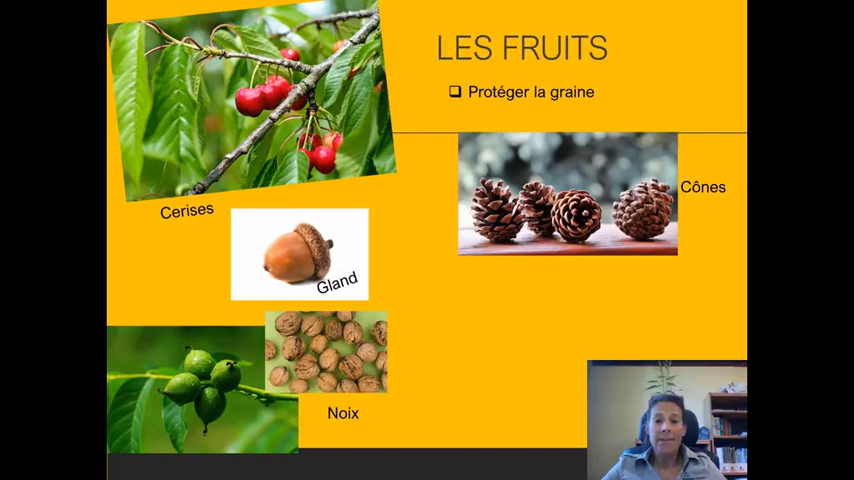 LES FRUITS
Protéger la graine
Cônes
Cerises
Gland
Noix